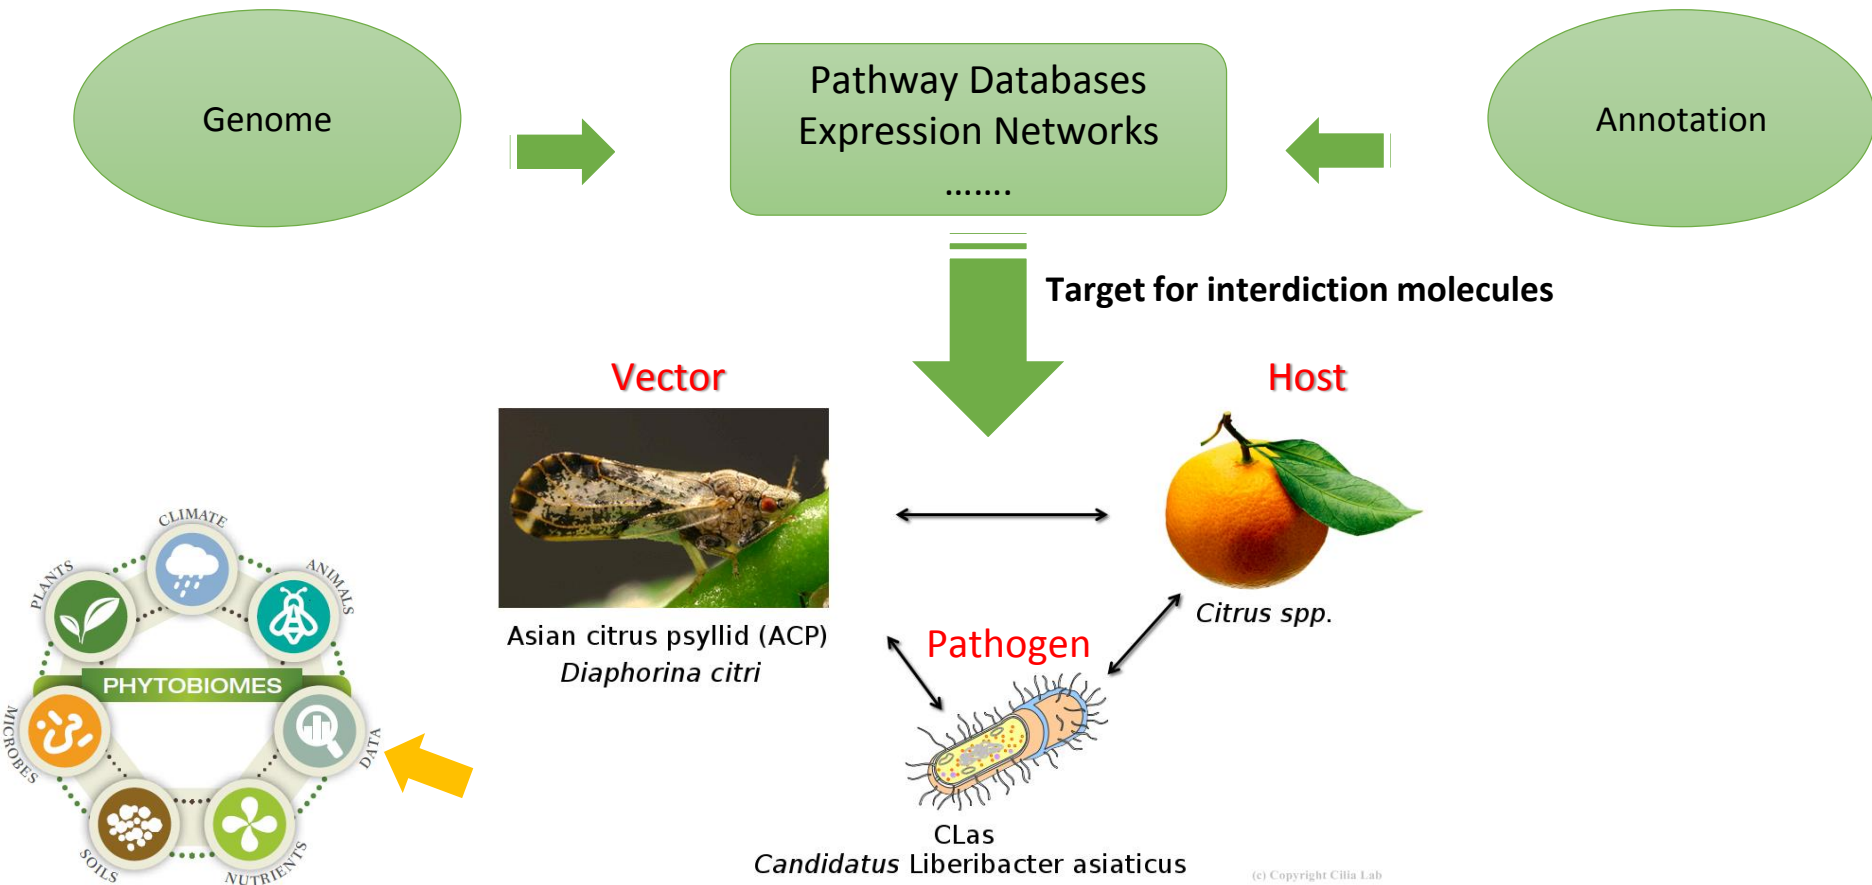 Genome
Pathway Databases
Expression Networks
.......
Annotation
Target for interdiction molecules
Vector
Host
Asian citrus psyllid (ACP)
Diaphorina citri
Citrus spp.
Pathogen
CLas
Candidatus Liberibacter asiaticus
CLIMATE
PLANTS
ANIMALS
PHYTOBIOMES
MICROBES
DATA
SOILS
NUTRIENTS
(c) Copyright Cilia Lab